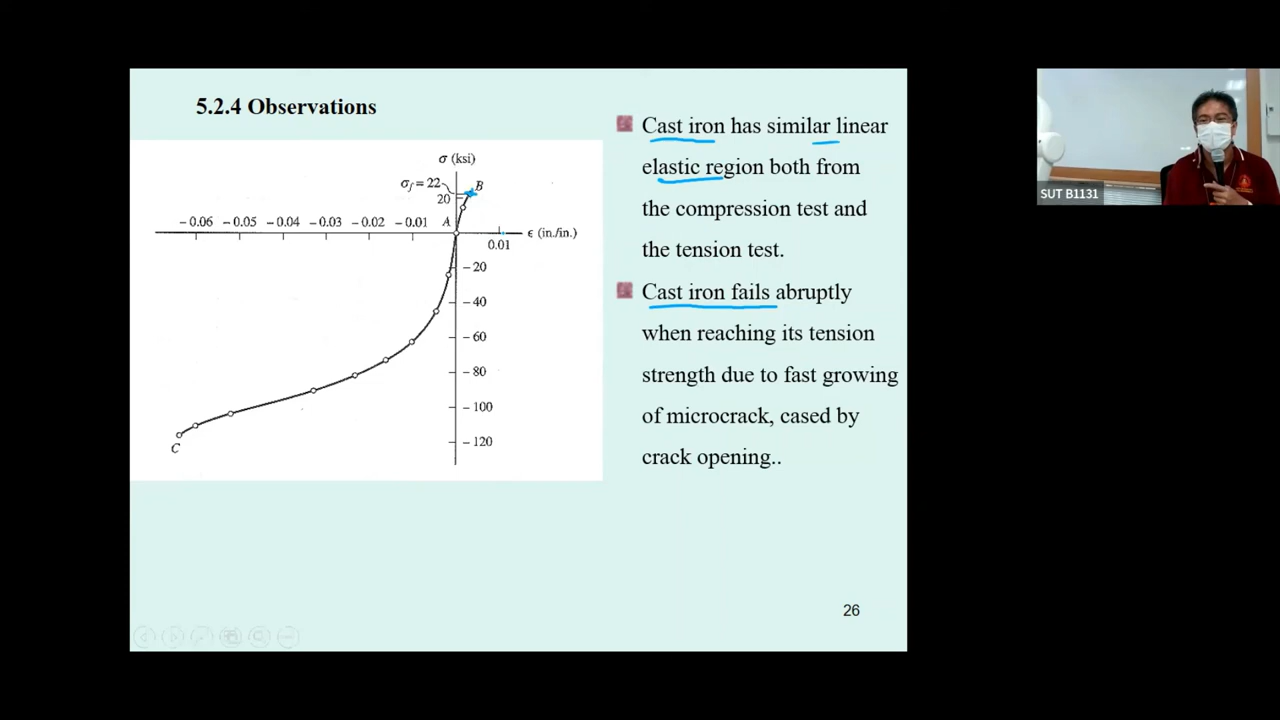 5.2.4 Observations
σ (ksi)
σf = 22
B
20
– 0.06 – 0.05 – 0.04 – 0.03 – 0.02 – 0.01 A
ϵ (in./in.)
0.01
– 20
– 40
– 60
– 80
– 100
– 120
C
Cast iron has similar linear
elastic region both from
the compression test and
the tension test.
Cast iron fails abruptly
when reaching its tension
strength due to fast growing
of microcrack, cased by
crack opening..
26
SUT B1131